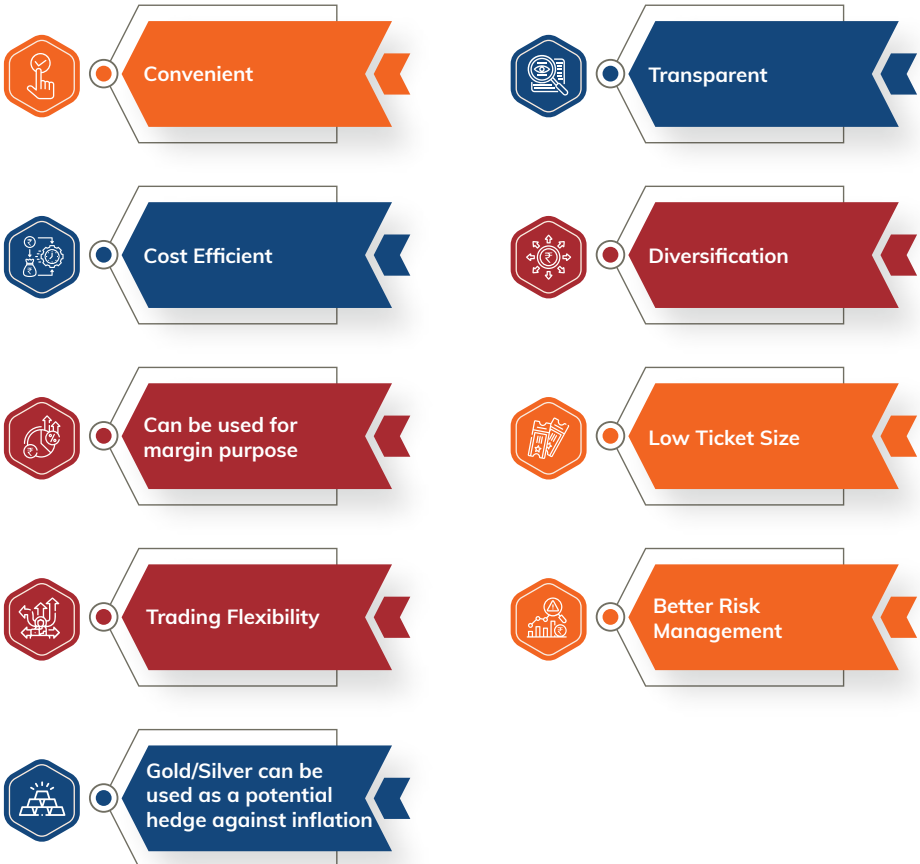 Convenient
Transparent
Cost Efficient
Diversification
Can be used for
margin purpose
Low Ticket Size
Trading Flexibility
Better Risk
Management
Gold/Silver can be
used as a potential
hedge against inflation